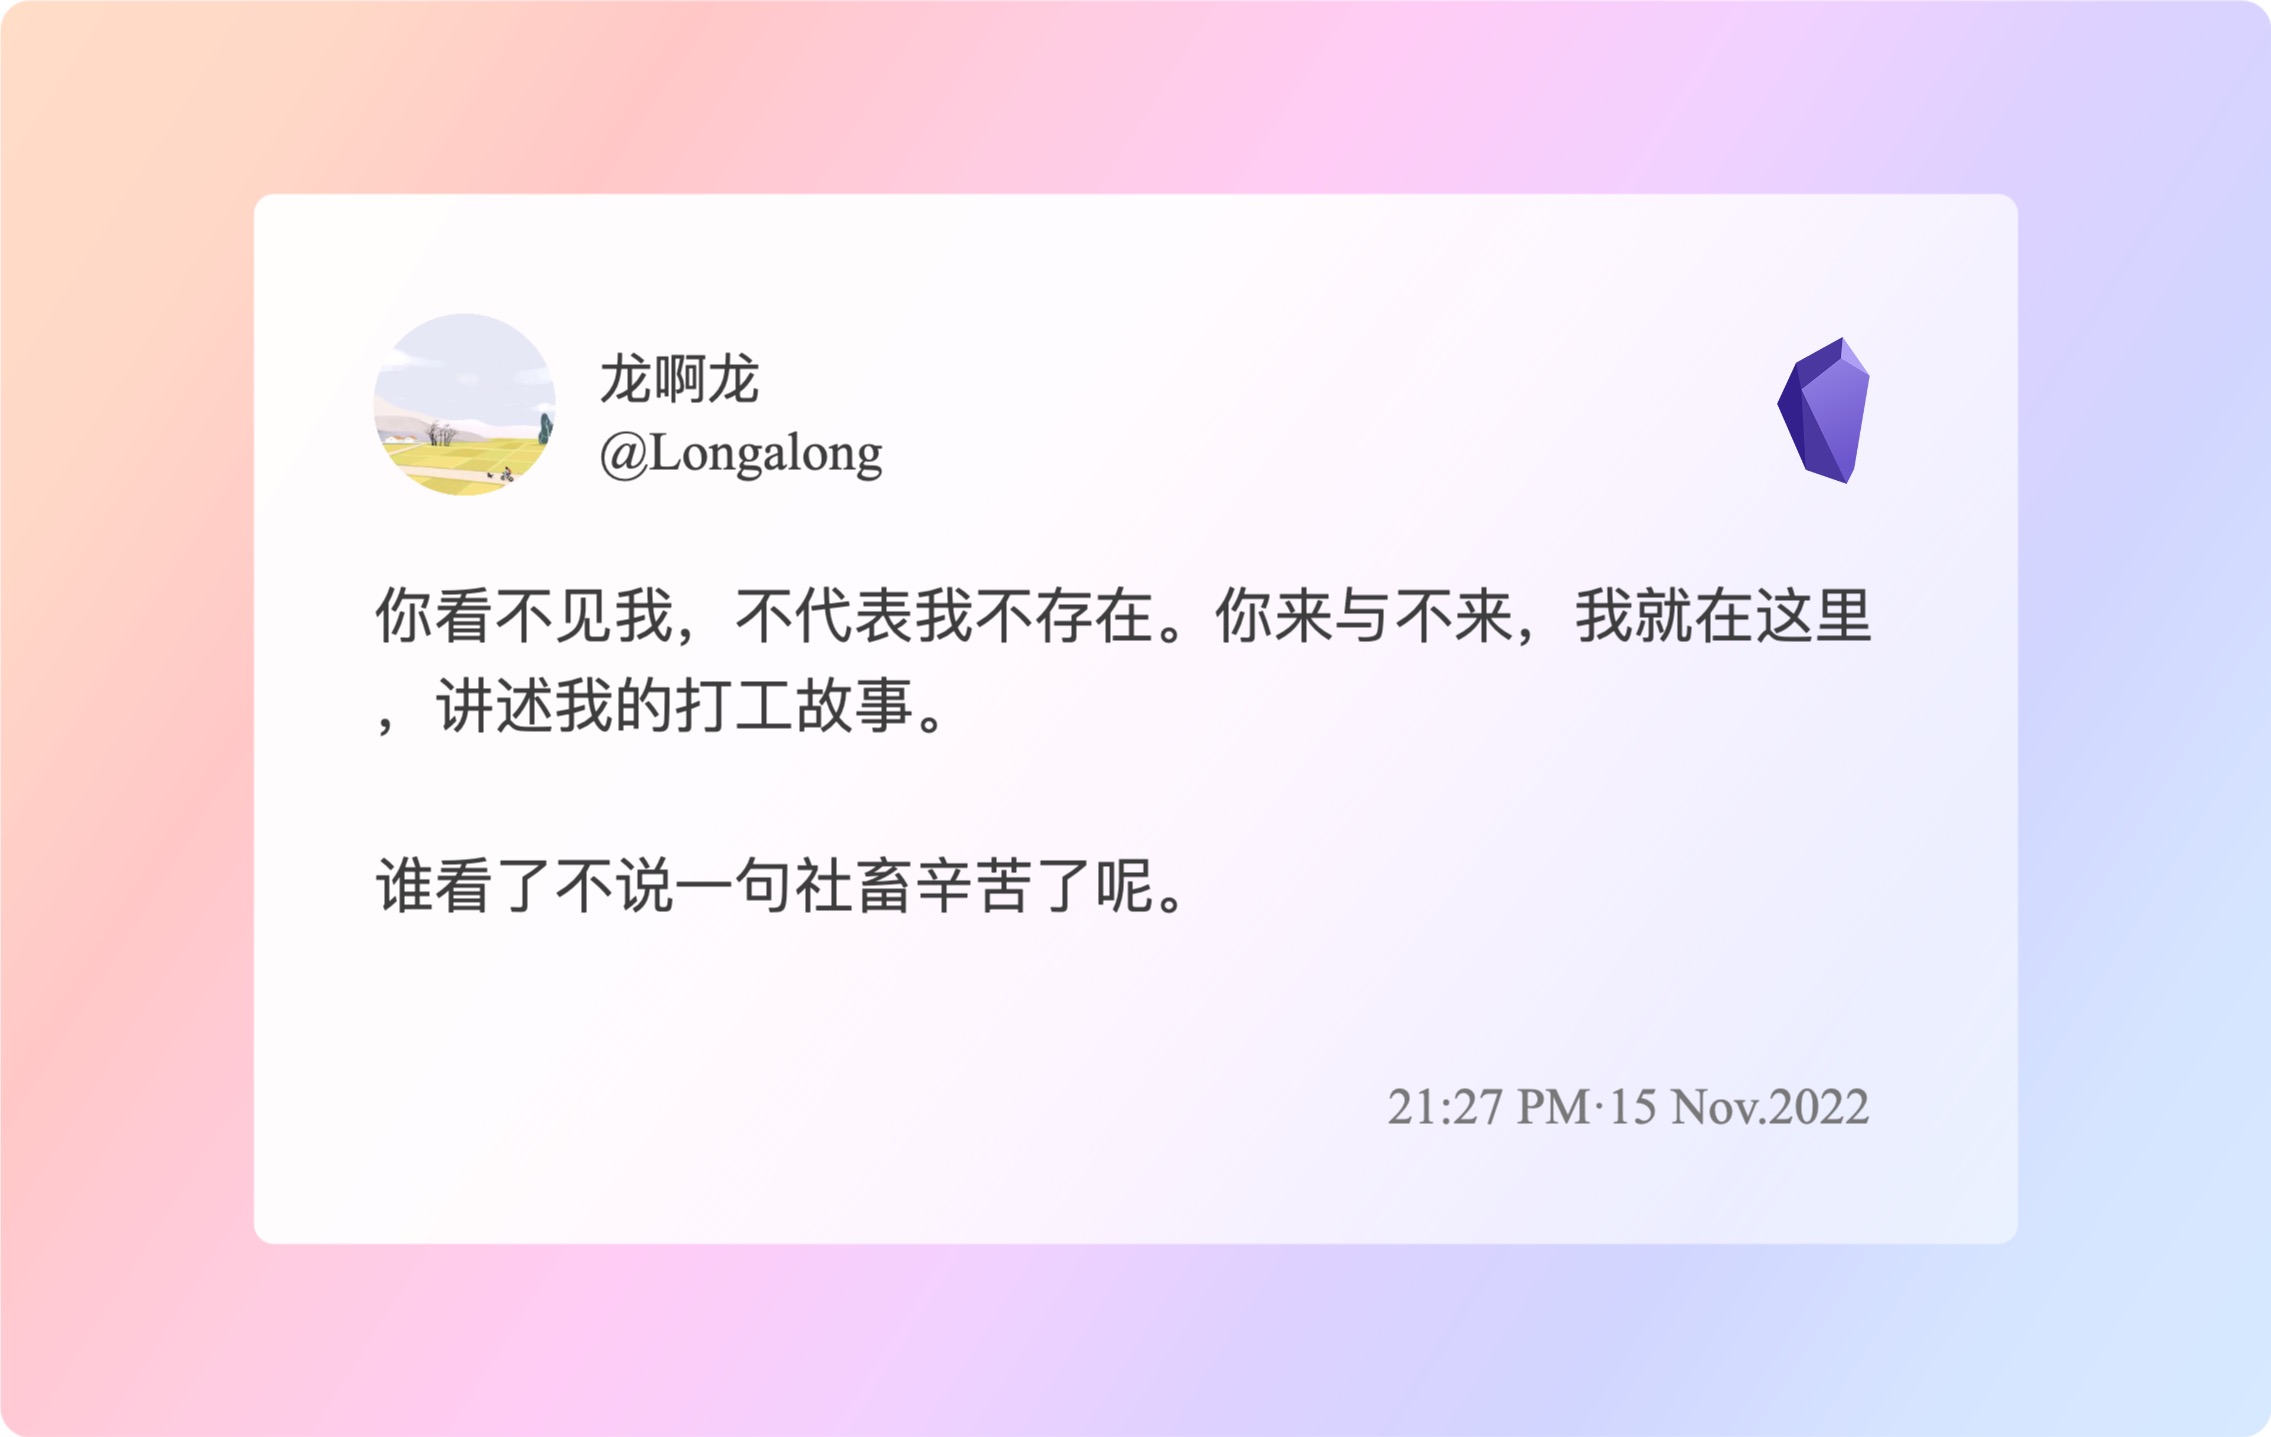 龙啊龙
@Longalong
你看不见我，不代表我不存在。你来与不来，我就在这里
，讲述我的打工故事。
谁看了不说一句社畜辛苦了呢。
21:27 PM·15 Nov.2022